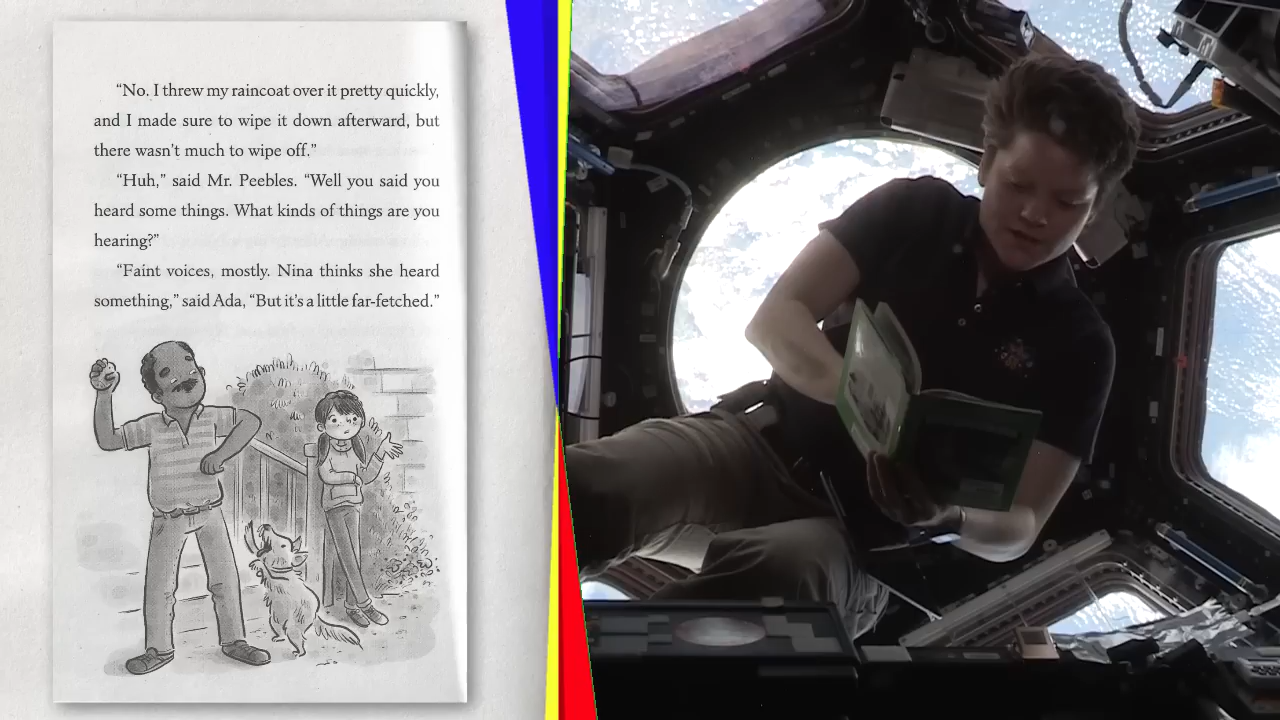 “No. I threw my raincoat over it pretty quickly,
and I made sure to wipe it down afterward, but
there wasn’t much to wipe off.”
“Huh,” said Mr. Peebles. “Well you said you
heard some things. What kinds of things are you
hearing?”
“Faint voices, mostly. Nina thinks she heard
something,” said Ada, “But it’s a little far-fetched.”